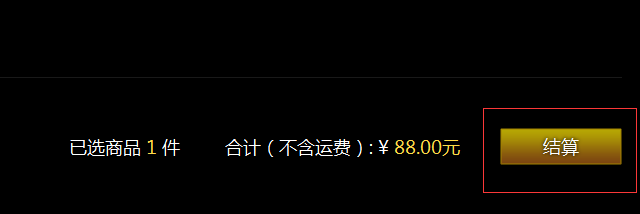 已选商品 1 件 合计 ( 不含运费 ) : ¥ 88.00元 结算